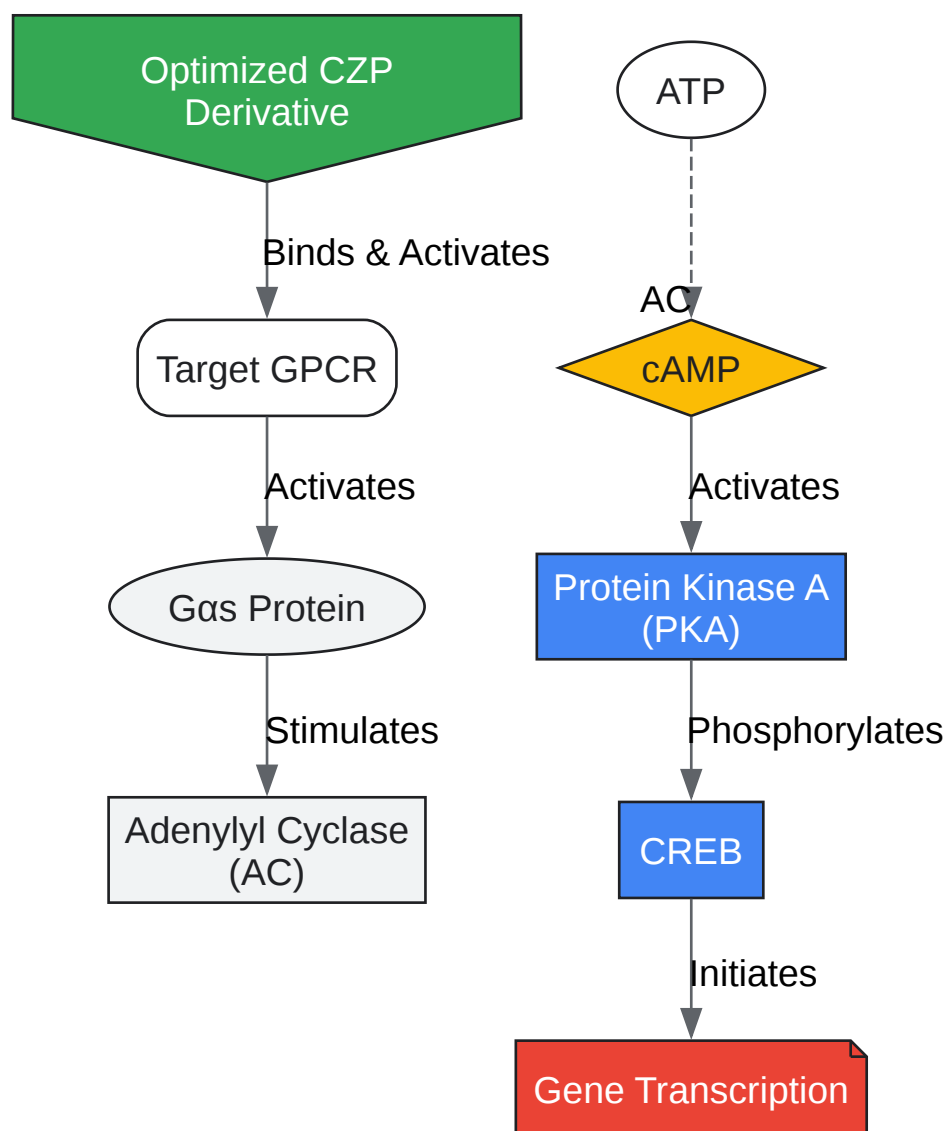 Optimized CZP
Derivative
Binds & Activates
Target GPCR
Activates
Gαs Protein
Stimulates
Adenylyl Cyclase
(AC)
ATP
AC
cAMP
Activates
Protein Kinase A
(PKA)
Phosphorylates
CREB
Initiates
Gene Transcription